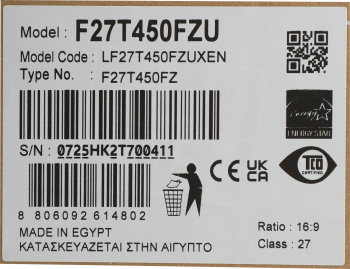 Model : F27T450FZU
Model Code : LF27T450FZUXEN
Type No. : F27T450FZ
ENERGY STAR
S/N : 0725HK2T700411
CE UK CA
TCO
CERTIFIED
8 806092 614802
MADE IN EGYPT
ΚΑΤΑΣΚΕΥΑΖΕΤΑΙ ΣΤΗΝ ΑΙΓΥΠΤΟ
Ratio : 16:9
Class : 27